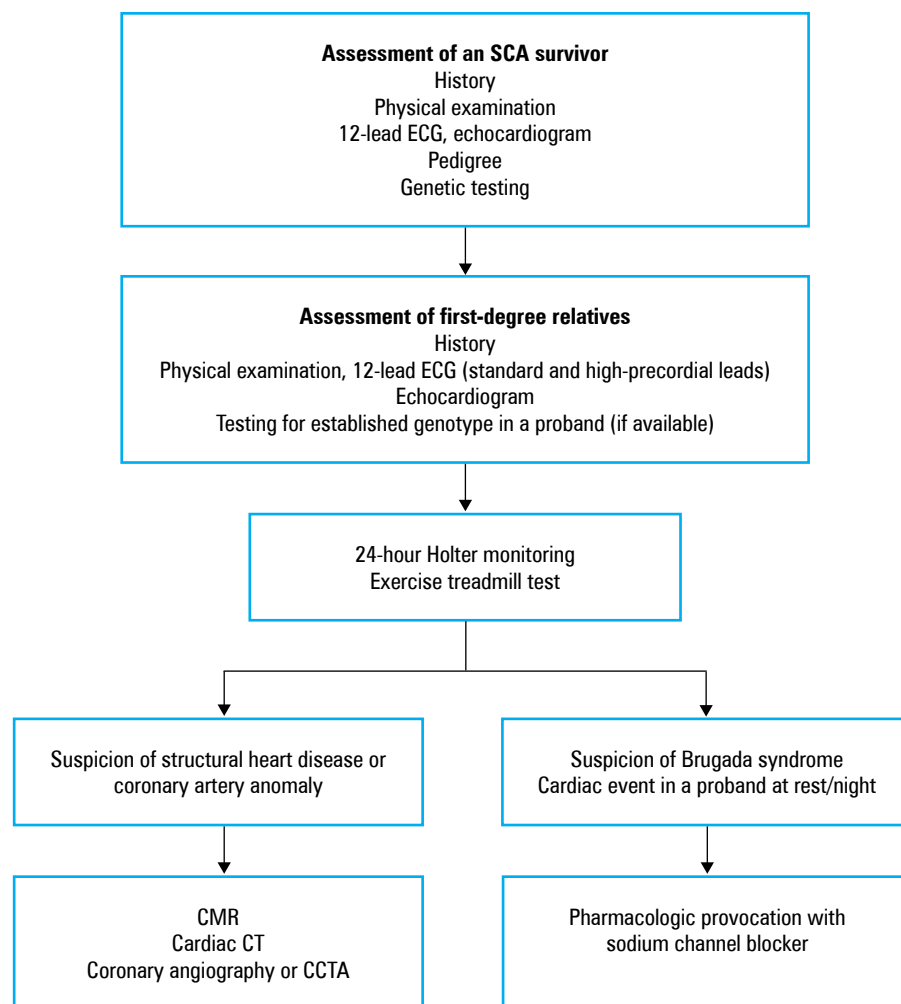 Assessment of an SCA survivor
History
Physical examination
12-lead ECG, echocardiogram
Pedigree
Genetic testing
Assessment of first-degree relatives
History
Physical examination, 12-lead ECG (standard and high-precordial leads)
Echocardiogram
Testing for established genotype in a proband (if available)
24-hour Holter monitoring
Exercise treadmill test
Suspicion of structural heart disease or
coronary artery anomaly
Suspicion of Brugada syndrome
Cardiac event in a proband at rest/night
CMR
Cardiac CT
Coronary angiography or CCTA
Pharmacologic provocation with
sodium channel blocker